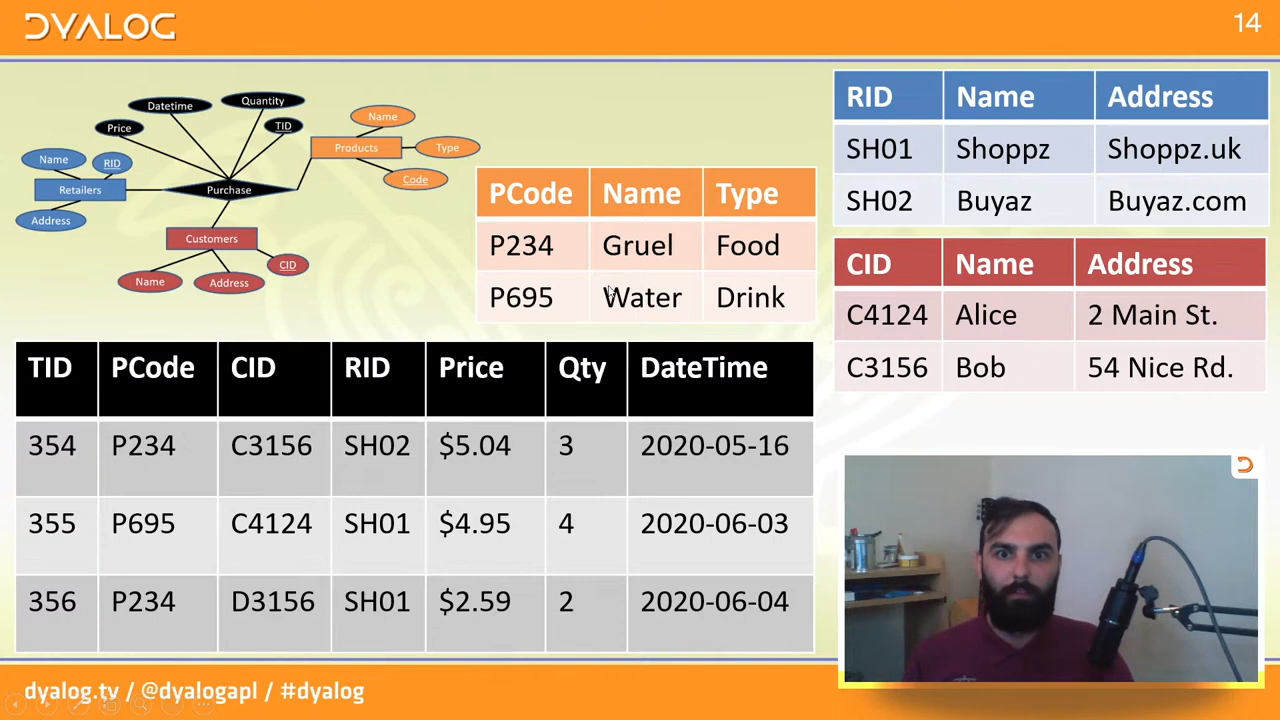 DYALOG
14
Datetime
Quantity
Price
TID
Name
Products
Type
Code
Name
RID
Retailers
Purchase
Address
Customers
CID
Name
Address
PCode Name Type
P234 Gruel Food
P695 Water Drink
RID Name Address
SH01 Shoppz Shoppz.uk
SH02 Buyaz Buyaz.com
CID Name Address
C4124 Alice 2 Main St.
C3156 Bob 54 Nice Rd.
TID PCode CID RID Price Qty DateTime
354 P234 C3156 SH02 $5.04 3 2020-05-16
355 P695 C4124 SH01 $4.95 4 2020-06-03
356 P234 D3156 SH01 $2.59 2 2020-06-04
dyalog.tv / @dyalogapl / #dyalog